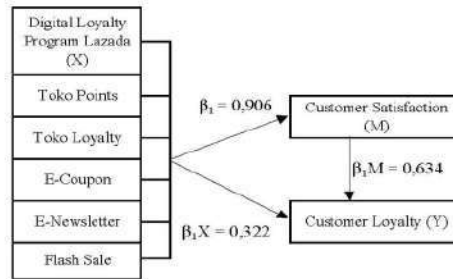 Digital Loyalty
Program Lazada
(X)
Toko Points
Toko Loyalty
E-Coupon
E-Newsletter
Flash Sale
β₁ = 0,906
Customer Satisfaction
(M)
β₁M = 0,634
β₁X = 0,322
Customer Loyalty (Y)